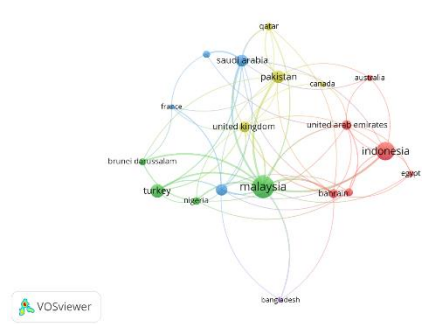 qatar
saudi arabia
pakistan
canada
australia
france
united kingdom
united arab emirates
indonesia
brunei darussalam
egypt
turkey
malaysia
nigeria
bahrain
bangladesh
VOSviewer